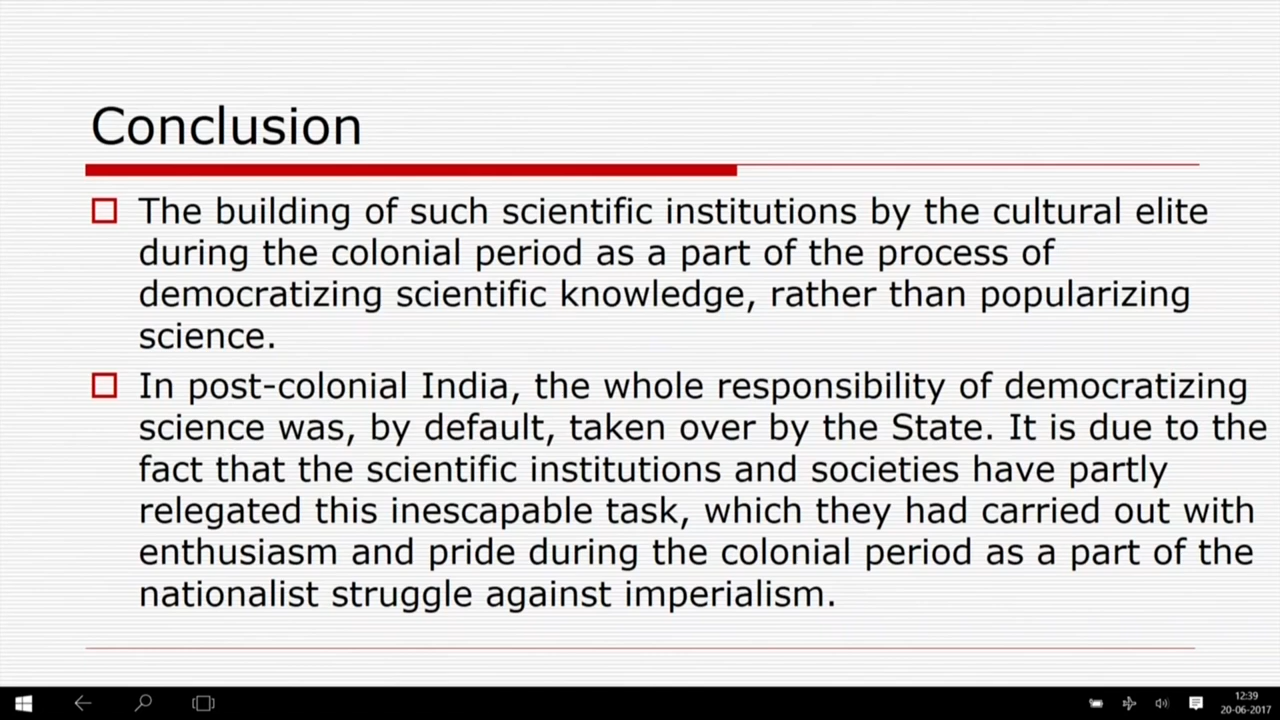 Conclusion
The building of such scientific institutions by the cultural elite
during the colonial period as a part of the process of
democratizing scientific knowledge, rather than popularizing
science.
In post-colonial India, the whole responsibility of democratizing
science was, by default, taken over by the State. It is due to the
fact that the scientific institutions and societies have partly
relegated this inescapable task, which they had carried out with
enthusiasm and pride during the colonial period as a part of the
nationalist struggle against imperialism.
12:39
20-06-2017